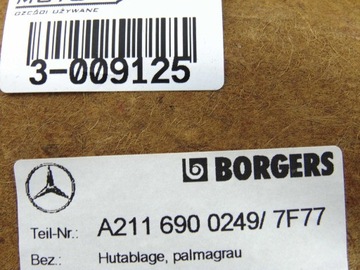 CZĘŚCI UŻYWANE
3-009125
BORGERS
Teil-Nr.: A211 690 0249/ 7F77
Bez.: Hutablage, palmagrau